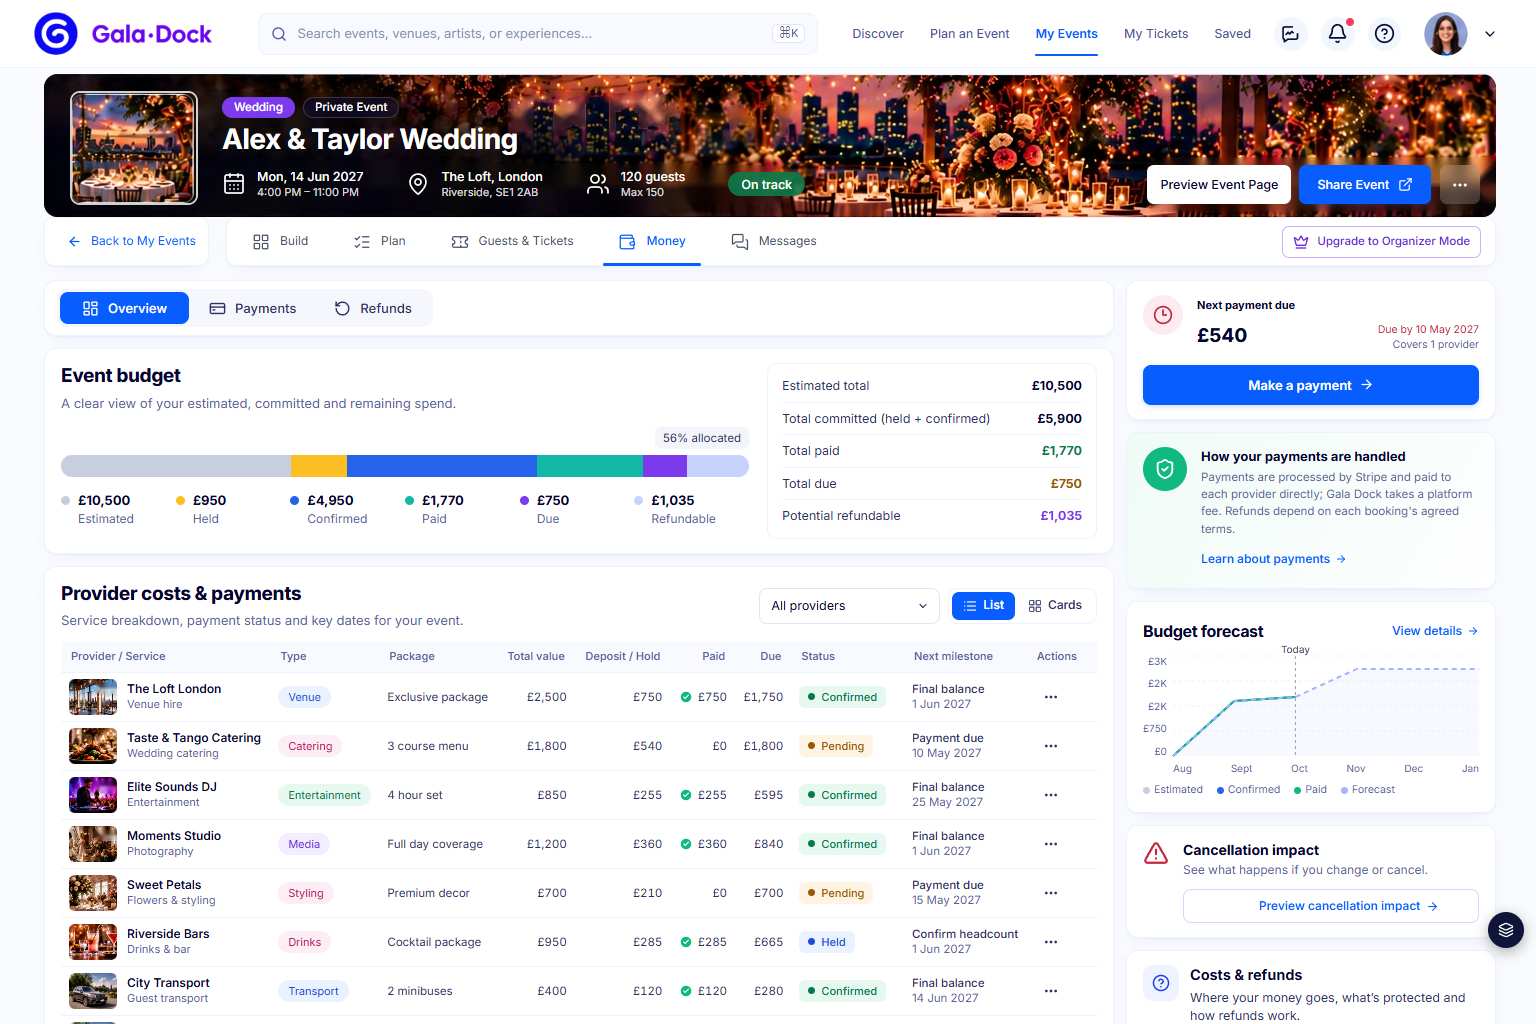 Gala·Dock
Search events, venues, artists, or experiences...
⌘K
Discover
Plan an Event
My Events
My Tickets
Saved
Wedding
Private Event
Alex & Taylor Wedding
Mon, 14 Jun 2027
4:00 PM – 11:00 PM
The Loft, London
Riverside, SE1 2AB
120 guests
Max 150
On track
Preview Event Page
Share Event
Back to My Events
Build
Plan
Guests & Tickets
Money
Messages
Upgrade to Organizer Mode
Overview
Payments
Refunds
Event budget
A clear view of your estimated, committed and remaining spend.
56% allocated
£10,500
Estimated
£950
Held
£4,950
Confirmed
£1,770
Paid
£750
Due
£1,035
Refundable
Estimated total £10,500
Total committed (held + confirmed) £5,900
Total paid £1,770
Total due £750
Potential refundable £1,035
Provider costs & payments
Service breakdown, payment status and key dates for your event.
All providers
List
Cards
Provider / Service Type Package Total value Deposit / Hold Paid Due Status Next milestone Actions
The Loft London
Venue hire
Venue Exclusive package £2,500 £750 £750 £1,750 Confirmed
Final balance
1 Jun 2027
Taste & Tango Catering
Wedding catering
Catering 3 course menu £1,800 £540 £0 £1,800 Pending
Payment due
10 May 2027
Elite Sounds DJ
Entertainment
Entertainment 4 hour set £850 £255 £255 £595 Confirmed
Final balance
25 May 2027
Moments Studio
Photography
Media Full day coverage £1,200 £360 £360 £840 Confirmed
Final balance
1 Jun 2027
Sweet Petals
Flowers & styling
Styling Premium decor £700 £210 £0 £700 Pending
Payment due
15 May 2027
Riverside Bars
Drinks & bar
Drinks Cocktail package £950 £285 £285 £665 Held
Confirm headcount
1 Jun 2027
City Transport
Guest transport
Transport 2 minibuses £400 £120 £120 £280 Confirmed
Final balance
14 Jun 2027
Next payment due
£540
Due by 10 May 2027
Covers 1 provider
Make a payment
How your payments are handled
Payments are processed by Stripe and paid to
each provider directly; Gala Dock takes a platform
fee. Refunds depend on each booking's agreed
terms.
Learn about payments
Budget forecast
View details
Today
£3K
£2K
£2K
£750
£0
Aug Sept Oct Nov Dec Jan
Estimated Confirmed Paid Forecast
Cancellation impact
See what happens if you change or cancel.
Preview cancellation impact
Costs & refunds
Where your money goes, what's protected and
how refunds work.